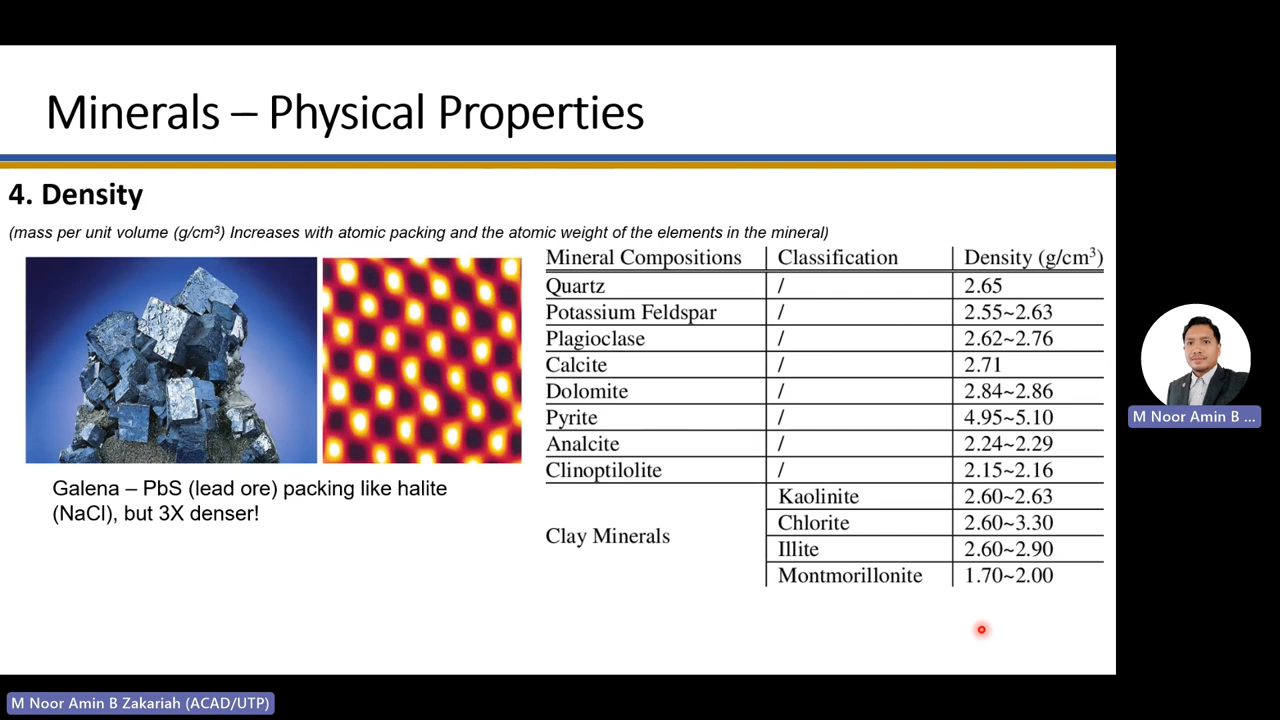 Minerals – Physical Properties
4. Density
(mass per unit volume (g/cm³) Increases with atomic packing and the atomic weight of the elements in the mineral)
Galena – PbS (lead ore) packing like halite
(NaCl), but 3X denser!
Mineral Compositions Classification Density (g/cm³)
Quartz / 2.65
Potassium Feldspar / 2.55~2.63
Plagioclase / 2.62~2.76
Calcite / 2.71
Dolomite / 2.84~2.86
Pyrite / 4.95~5.10
Analcite / 2.24~2.29
Clinoptilolite / 2.15~2.16
Clay Minerals
Kaolinite 2.60~2.63
Chlorite 2.60~3.30
Illite 2.60~2.90
Montmorillonite 1.70~2.00
M Noor Amin B ...
M Noor Amin B Zakariah (ACAD/UTP)